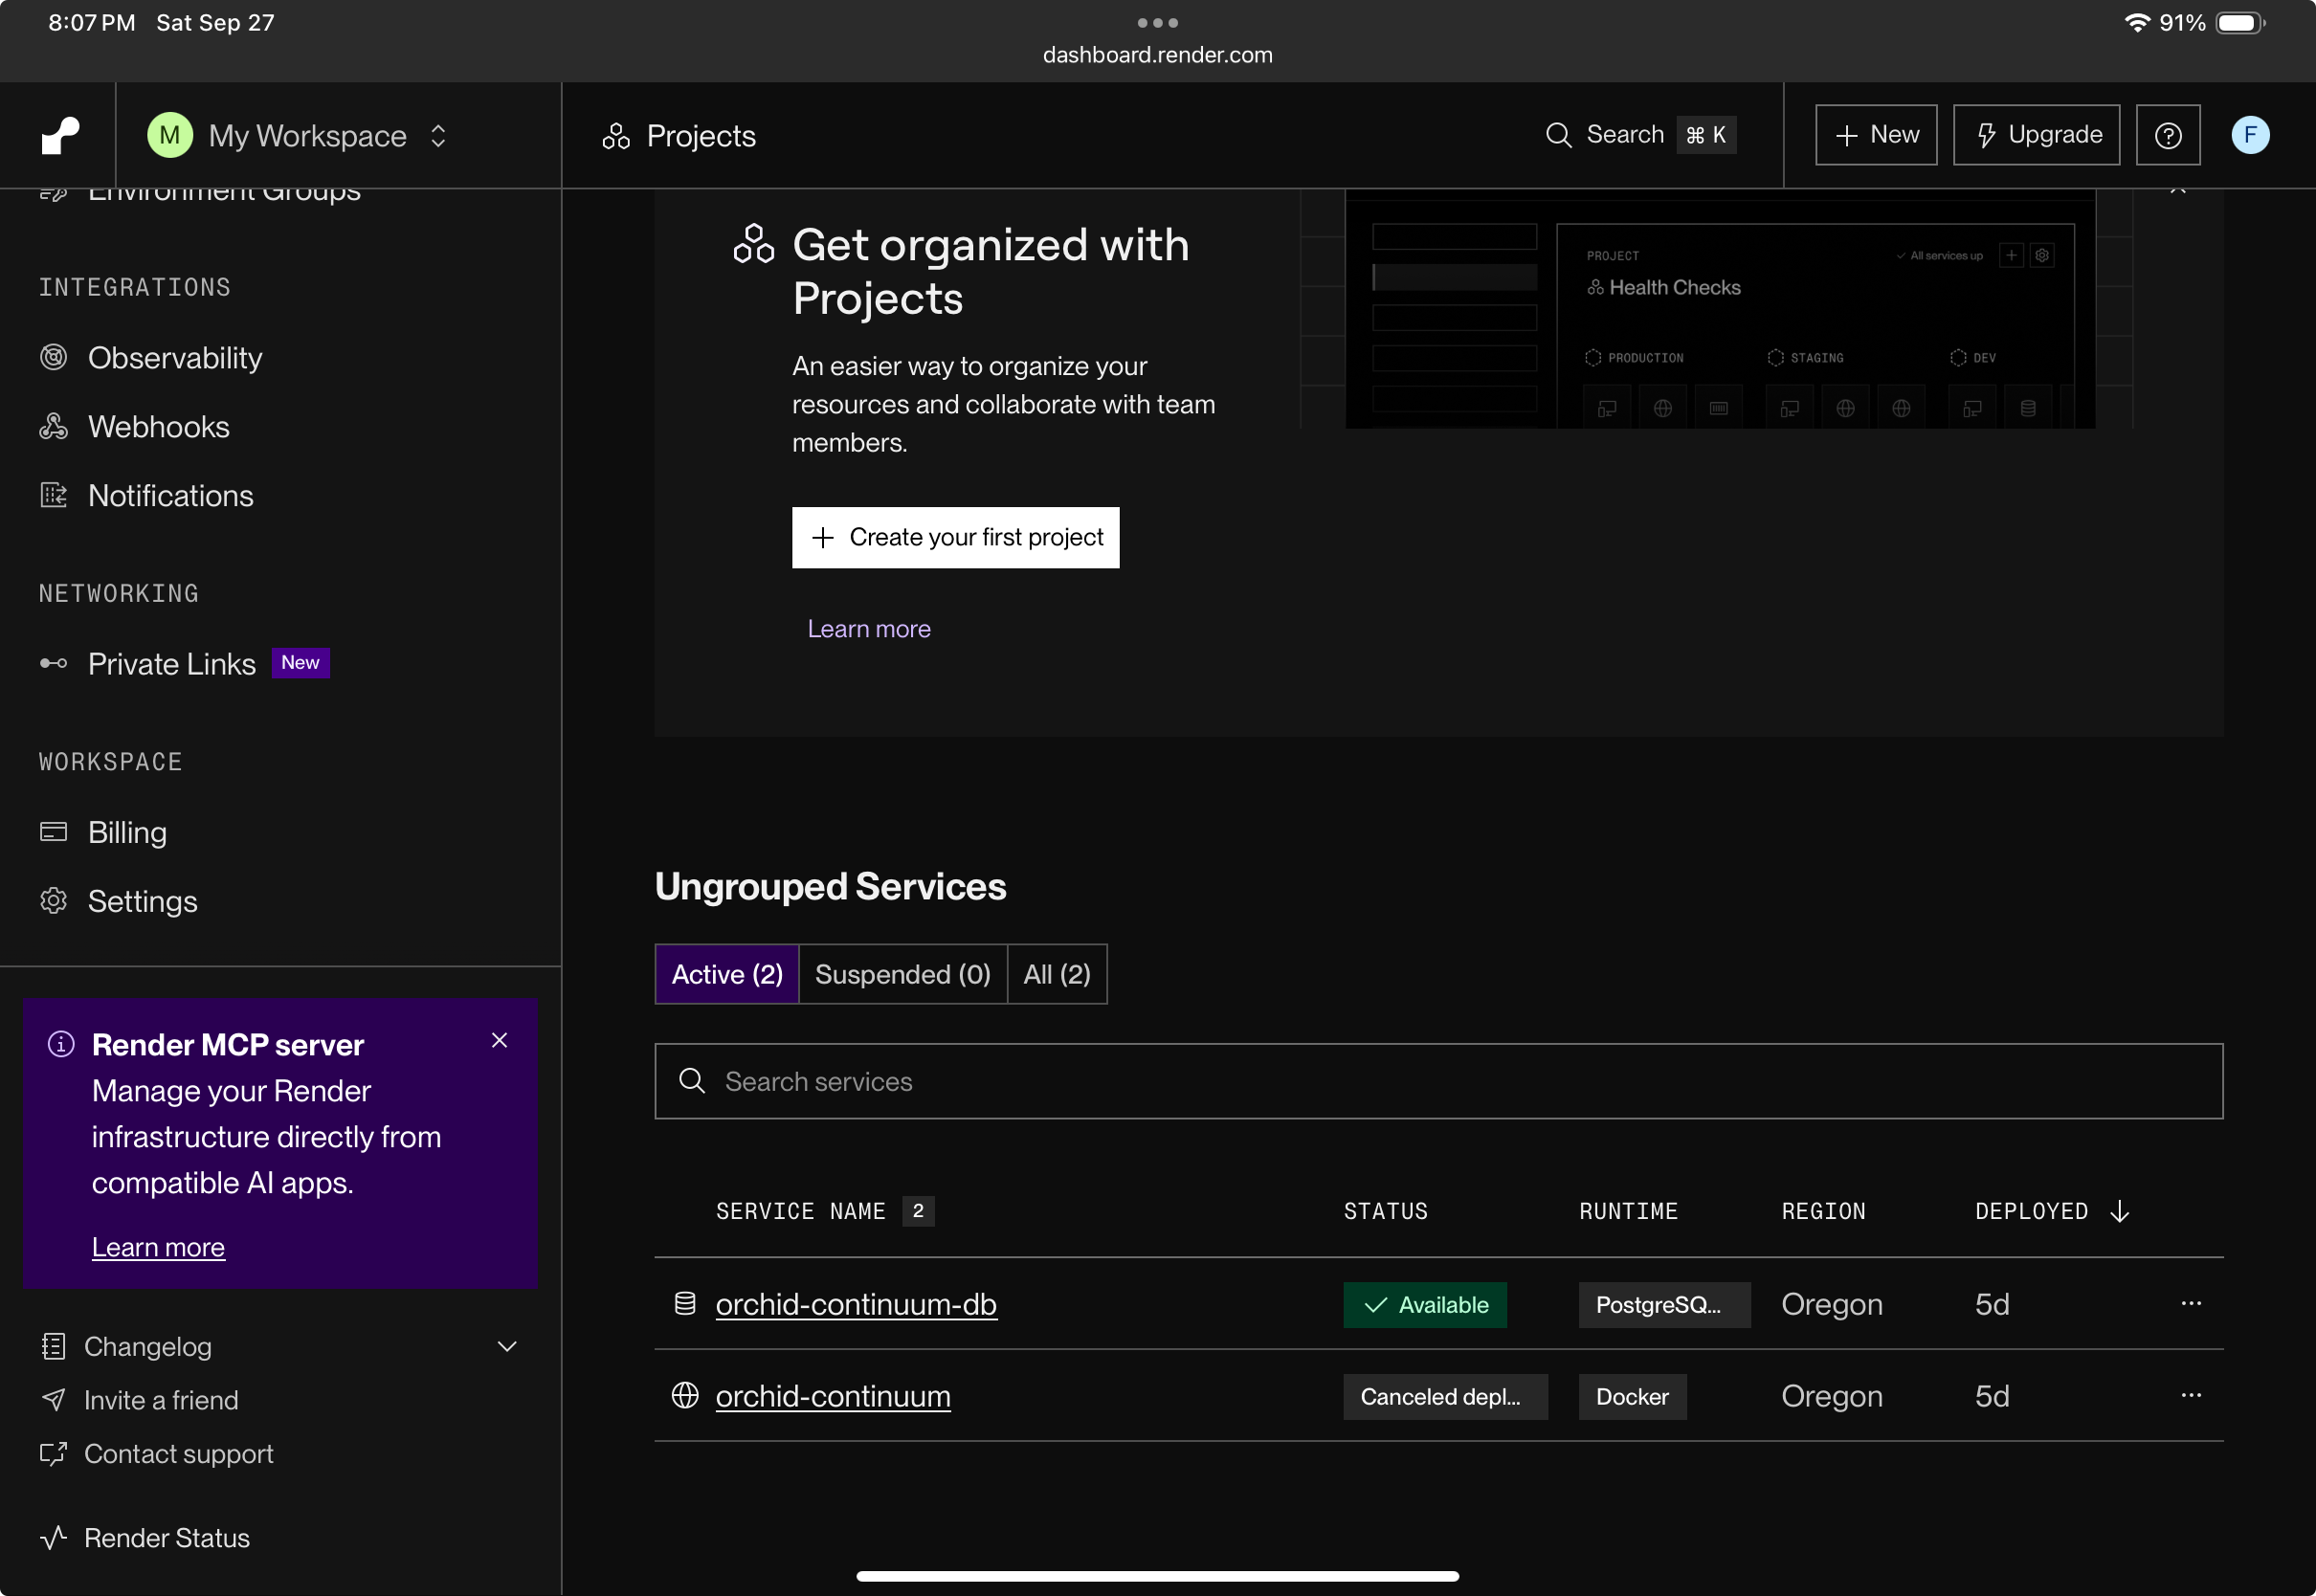 8:07 PM Sat Sep 27
91%
dashboard.render.com
M My Workspace
Projects
Search ⌘ K
+ New
Upgrade
F
Environment Groups
INTEGRATIONS
Observability
Webhooks
Notifications
NETWORKING
Private Links New
WORKSPACE
Billing
Settings
Render MCP server
Manage your Render
infrastructure directly from
compatible AI apps.
Learn more
Changelog
Invite a friend
Contact support
Render Status
Get organized with
Projects
An easier way to organize your
resources and collaborate with team
members.
+ Create your first project
Learn more
PROJECT
All services up
Health Checks
PRODUCTION
STAGING
DEV
Ungrouped Services
Active (2)
Suspended (0)
All (2)
Search services
SERVICE NAME 2 STATUS RUNTIME REGION DEPLOYED ↓
orchid-continuum-db Available PostgreSQ... Oregon 5d
orchid-continuum Canceled depl... Docker Oregon 5d